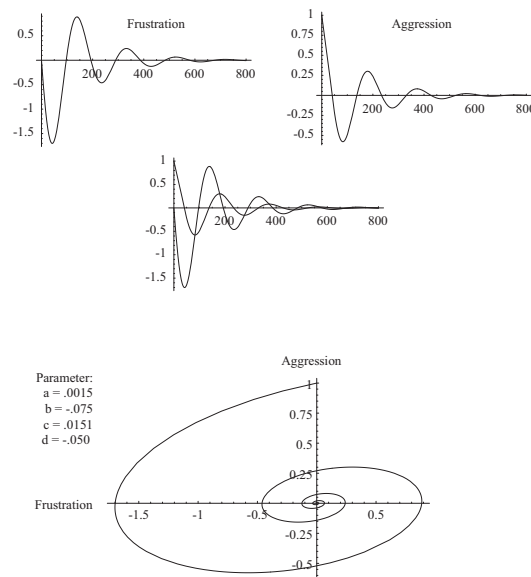 Frustration
0.5
200 400 600 800
-0.5
-1
-1.5
Aggression
1
0.75
0.5
0.25
200 400 600 800
-0.25
-0.5
1
0.5
200 400 600 800
-0.5
-1
-1.5
Parameter:
a = .0015
b = -.075
c = .0151
d = -.050
Aggression
1
0.75
0.5
0.25
Frustration
-1.5 -1 -0.5 0.5
-0.25
-0.5